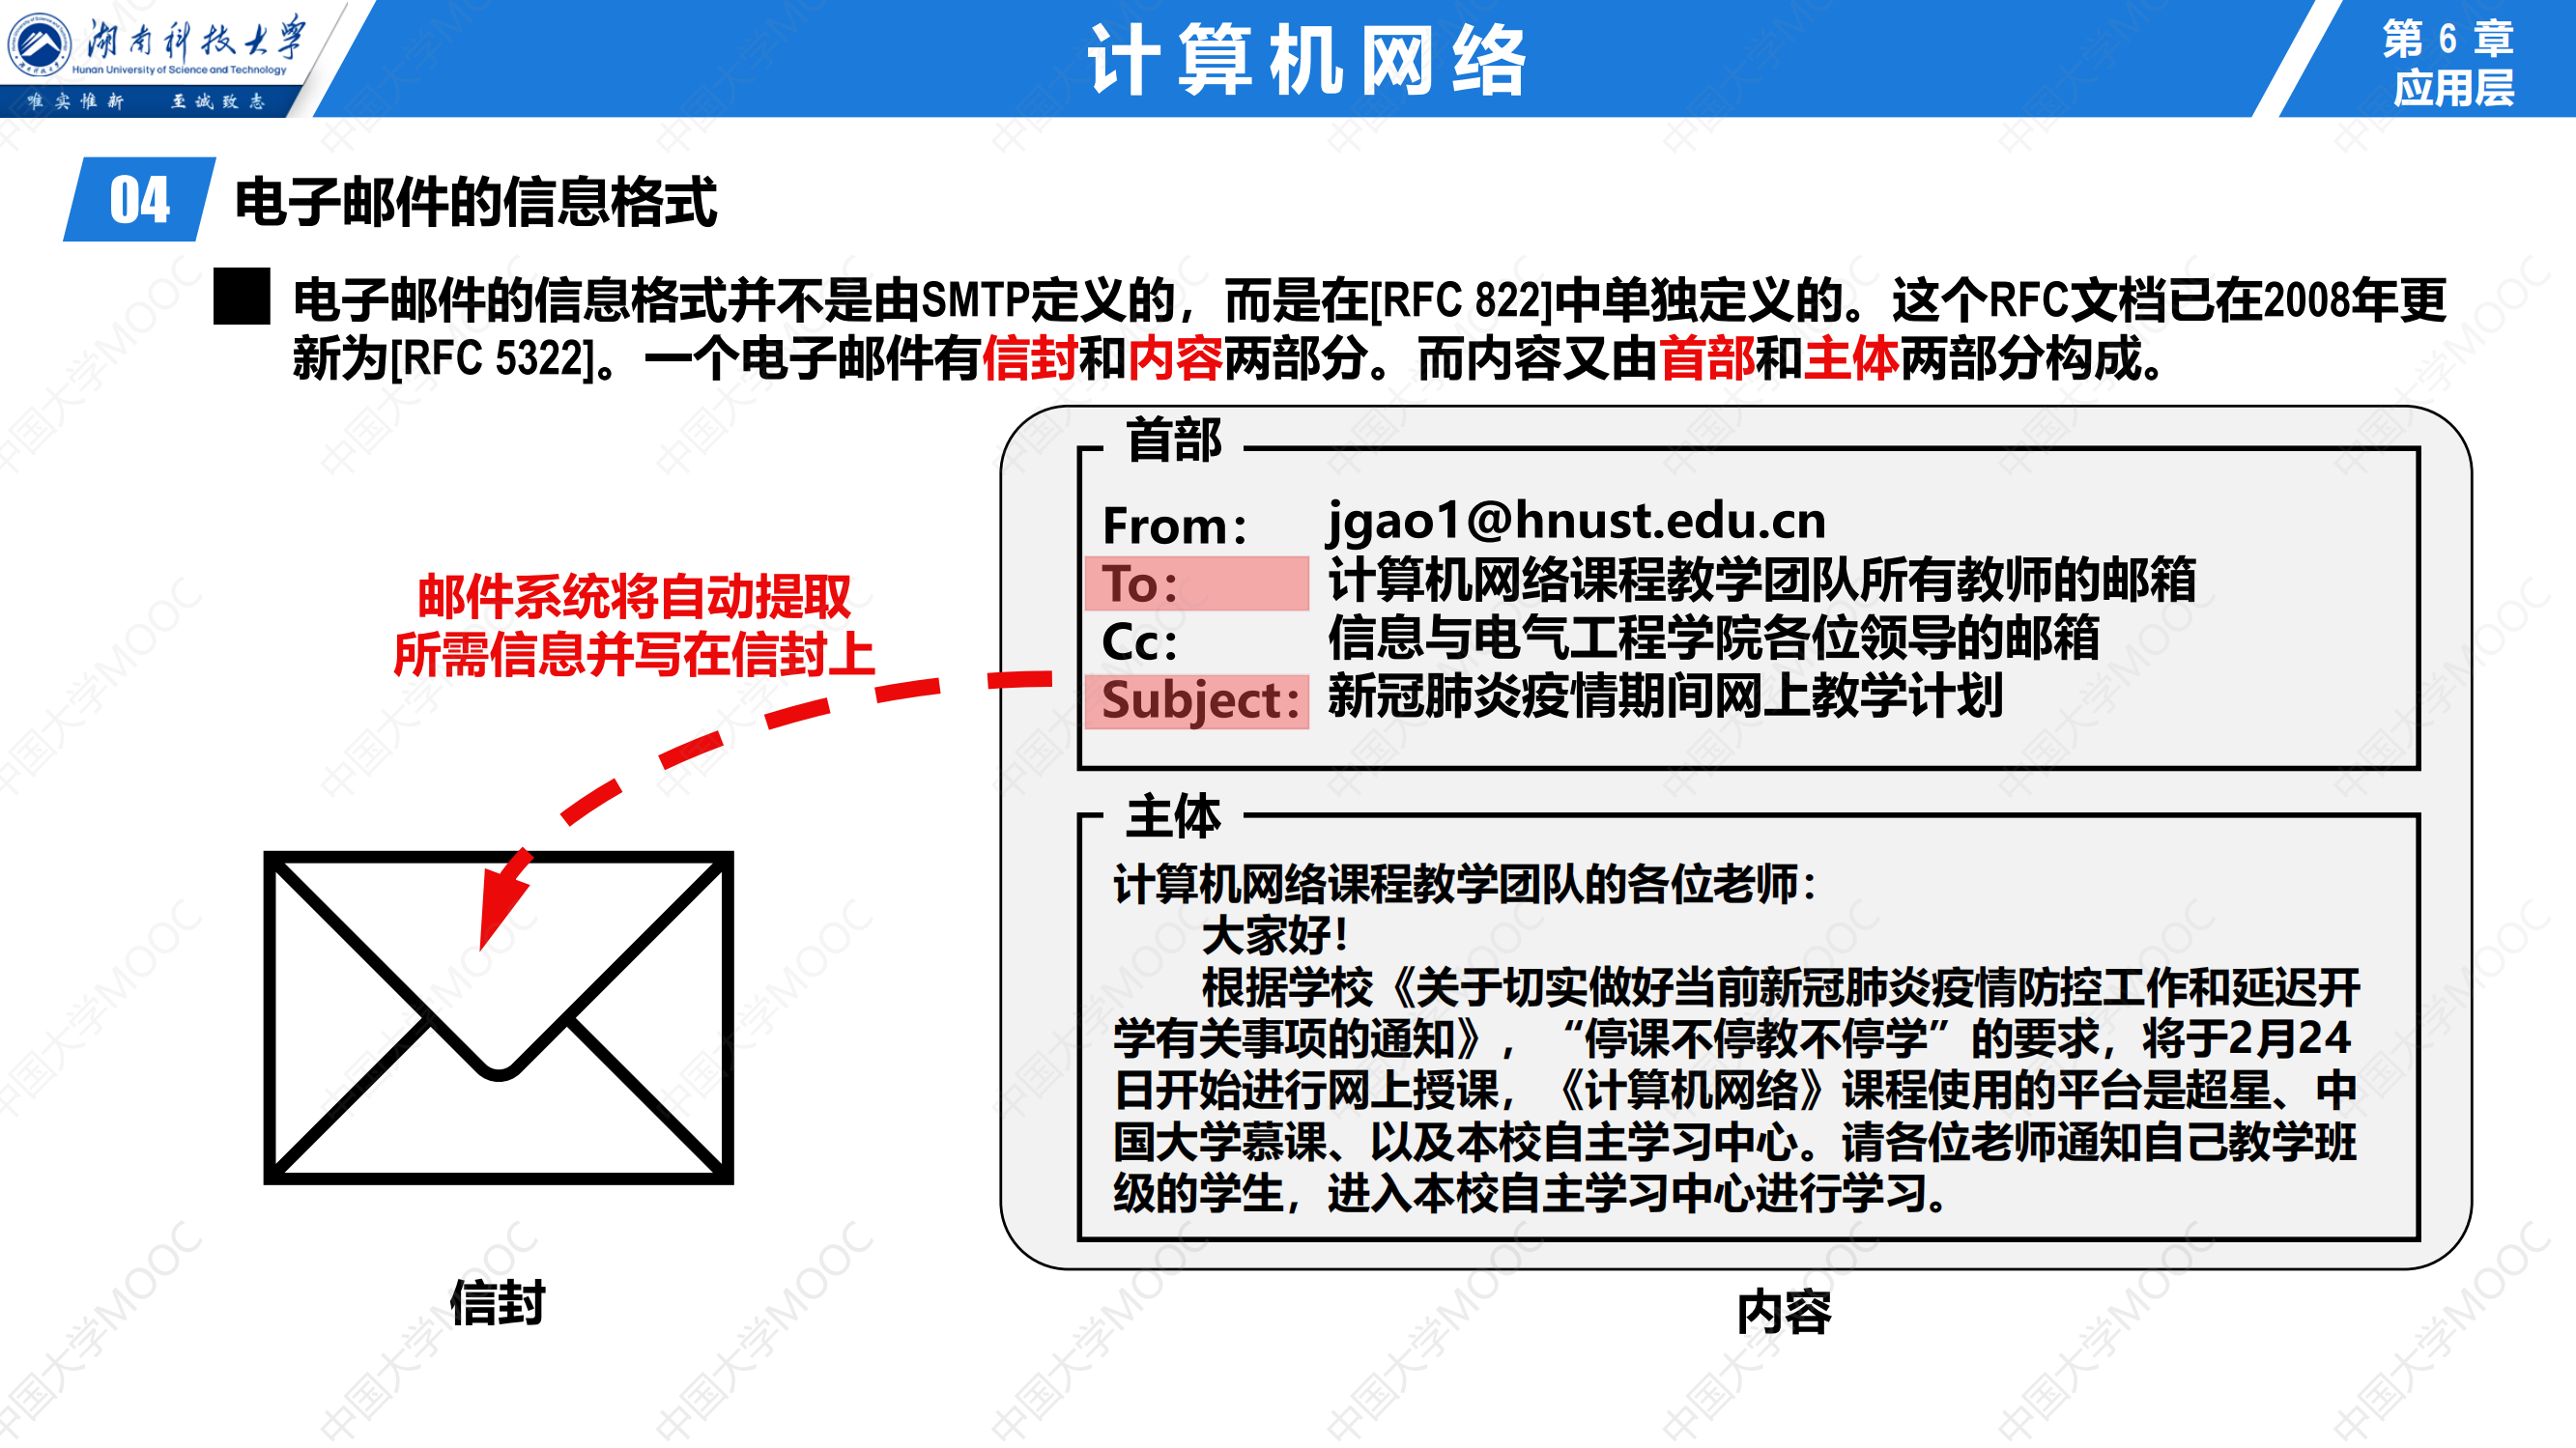 湖南科技大学
Hunan University of Science and Technology
唯实惟新 至诚致志
计算机网络
第 6 章
应用层
04 电子邮件的信息格式
电子邮件的信息格式并不是由SMTP定义的，而是在[RFC 822]中单独定义的。这个RFC文档已在2008年更
新为[RFC 5322]。一个电子邮件有信封和内容两部分。而内容又由首部和主体两部分构成。
首部
From： jgao1@hnust.edu.cn
To： 计算机网络课程教学团队所有教师的邮箱
Cc： 信息与电气工程学院各位领导的邮箱
Subject： 新冠肺炎疫情期间网上教学计划
邮件系统将自动提取
所需信息并写在信封上
主体
计算机网络课程教学团队的各位老师：
大家好！
根据学校《关于切实做好当前新冠肺炎疫情防控工作和延迟开
学有关事项的通知》，“停课不停教不停学”的要求，将于2月24
日开始进行网上授课，《计算机网络》课程使用的平台是超星、中
国大学慕课、以及本校自主学习中心。请各位老师通知自己教学班
级的学生，进入本校自主学习中心进行学习。
信封
内容
中国大学MOOC